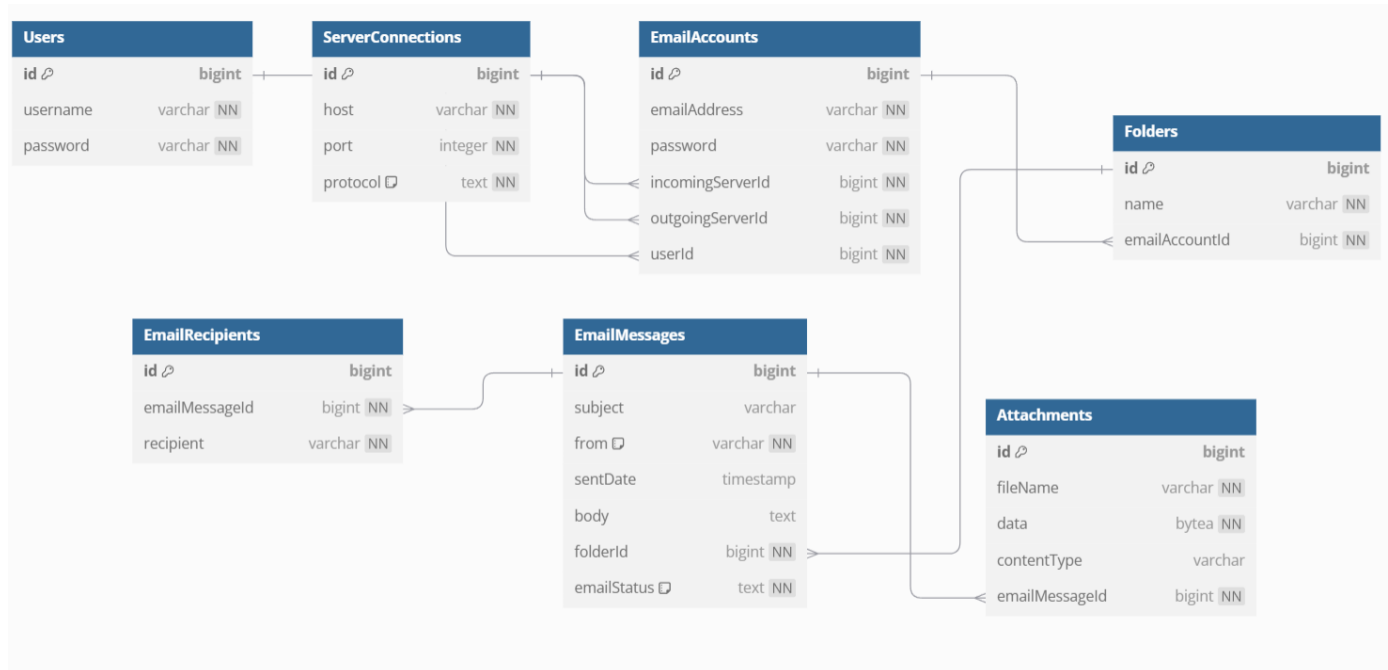 Users
id bigint
username varchar NN
password varchar NN
ServerConnections
id bigint
host varchar NN
port integer NN
protocol text NN
EmailAccounts
id bigint
emailAddress varchar NN
password varchar NN
incomingServerId bigint NN
outgoingServerId bigint NN
userId bigint NN
Folders
id bigint
name varchar NN
emailAccountId bigint NN
EmailRecipients
id bigint
emailMessageId bigint NN
recipient varchar NN
EmailMessages
id bigint
subject varchar
from varchar NN
sentDate timestamp
body text
folderId bigint NN
emailStatus text NN
Attachments
id bigint
fileName varchar NN
data bytea NN
contentType varchar
emailMessageId bigint NN